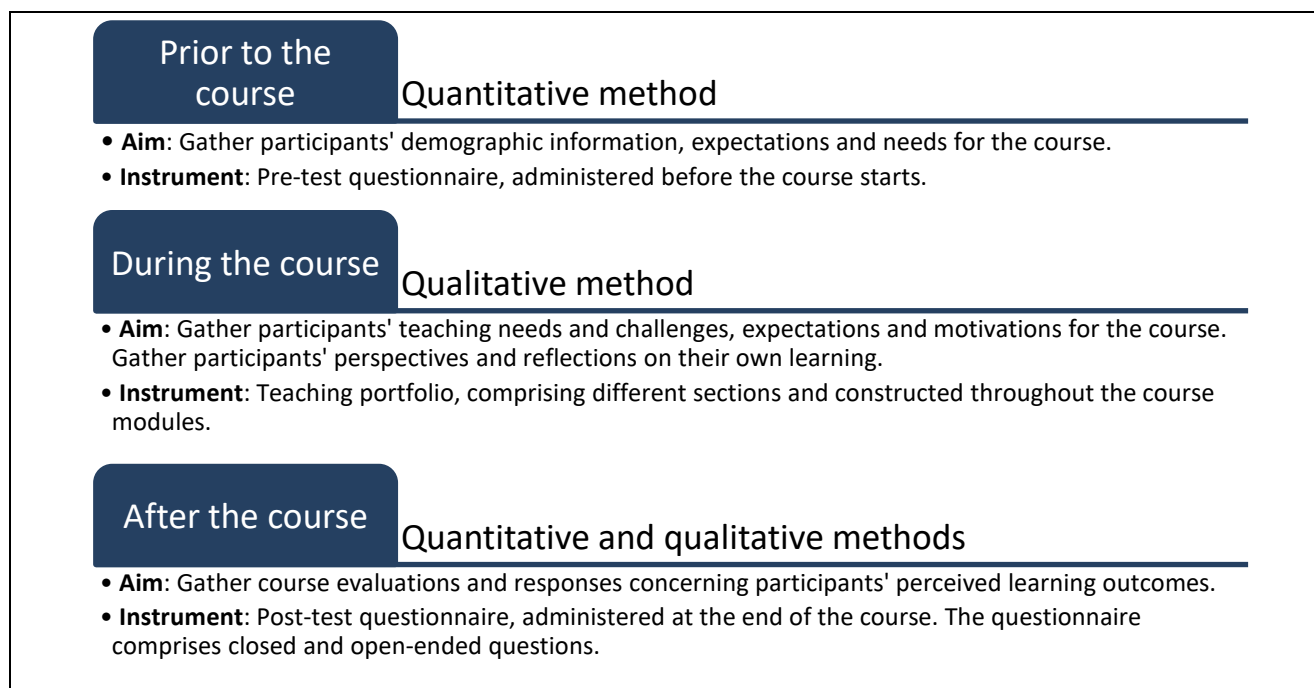 Prior to the
course
Quantitative method
• Aim: Gather participants' demographic information, expectations and needs for the course.
• Instrument: Pre-test questionnaire, administered before the course starts.
During the course
Qualitative method
• Aim: Gather participants' teaching needs and challenges, expectations and motivations for the course.
Gather participants' perspectives and reflections on their own learning.
• Instrument: Teaching portfolio, comprising different sections and constructed throughout the course
modules.
After the course
Quantitative and qualitative methods
• Aim: Gather course evaluations and responses concerning participants' perceived learning outcomes.
• Instrument: Post-test questionnaire, administered at the end of the course. The questionnaire
comprises closed and open-ended questions.